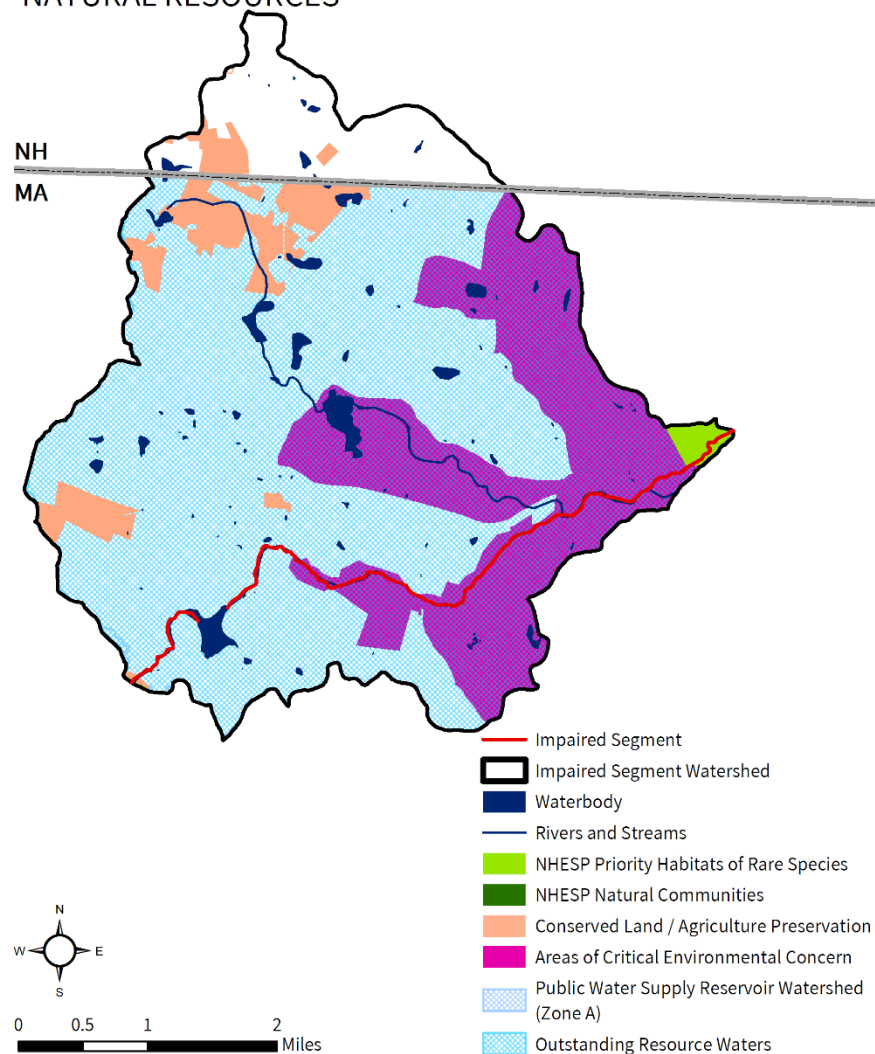 NATURAL RESOURCES
NH
MA
Impaired Segment
Impaired Segment Watershed
Waterbody
Rivers and Streams
NHESP Priority Habitats of Rare Species
NHESP Natural Communities
Conserved Land / Agriculture Preservation
Areas of Critical Environmental Concern
Public Water Supply Reservoir Watershed
(Zone A)
Outstanding Resource Waters
N
W E
S
0 0.5 1 2
Miles